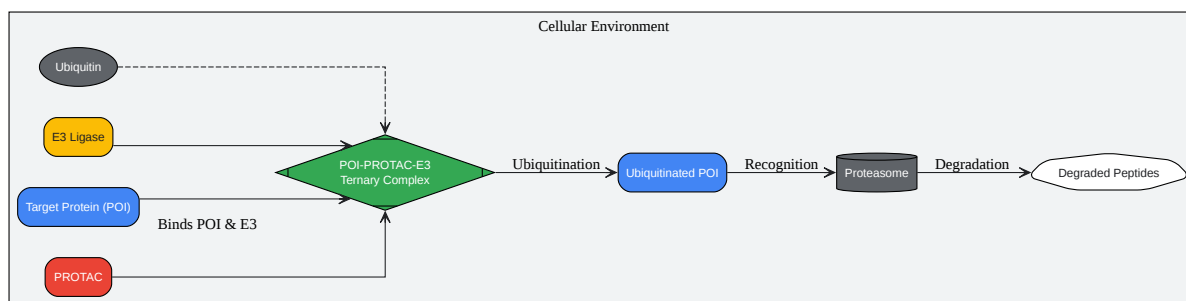 Cellular Environment
Ubiquitin
E3 Ligase
Target Protein (POI)
Binds POI & E3
PROTAC
POI-PROTAC-E3
Ternary Complex
Ubiquitination
Ubiquitinated POI
Recognition
Proteasome
Degradation
Degraded Peptides